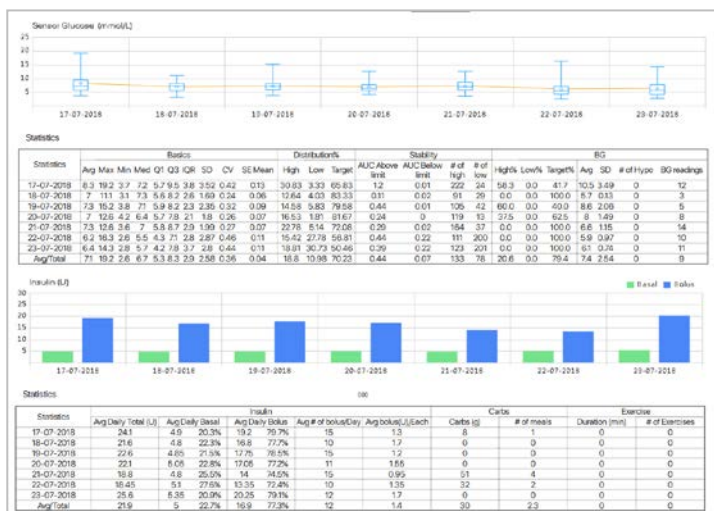 Sensor Glucose (mmol/L)
25
20
15
10
5
17-07-2018 18-07-2018 19-07-2018 20-07-2018 21-07-2018 22-07-2018 23-07-2018
Statistics
Statistics Basics Distribution% Stability BG
Avg Max Min Med Q1 Q3 IQR SD CV SE Mean High Low Target AUC Above limit AUC Below limit # of high # of low High% Low% Target% Avg SD # of Hypo BG readings
17-07-2018 8.3 19.2 3.7 7.2 5.7 9.5 3.8 3.52 0.42 0.13 30.83 3.33 65.83 1.2 0.01 222 24 58.3 0.0 41.7 10.5 3.49 0 12
18-07-2018 7 11.1 3.1 7.3 5.6 8.2 2.6 1.69 0.24 0.06 12.64 4.03 83.33 0.11 0.02 91 29 0.0 0.0 100.0 5.7 0.13 0 3
19-07-2018 7.3 15.2 3.8 7.1 5.9 8.2 2.3 2.35 0.32 0.09 14.58 5.83 79.58 0.44 0.01 105 42 60.0 0.0 40.0 8.6 2.06 0 5
20-07-2018 7 12.6 4.2 6.4 5.7 7.8 2.1 1.8 0.26 0.07 16.53 1.81 81.67 0.24 0 119 13 37.5 0.0 62.5 8 1.49 0 8
21-07-2018 7.3 12.6 3.6 7 5.8 8.7 2.9 1.99 0.27 0.07 22.78 5.14 72.08 0.29 0.02 164 37 0.0 0.0 100.0 6.6 1.15 0 14
22-07-2018 6.2 16.3 2.6 5.5 4.3 7.1 2.8 2.87 0.46 0.11 15.42 27.78 56.81 0.44 0.22 111 200 0.0 0.0 100.0 5.9 0.97 0 10
23-07-2018 6.4 14.3 2.8 5.7 4.2 7.8 3.7 2.8 0.44 0.11 18.81 30.73 50.46 0.39 0.22 123 201 0.0 0.0 100.0 6.1 0.74 0 11
Avg/Total 7.1 19.2 2.6 6.7 5.3 8.3 2.9 2.58 0.36 0.04 18.8 10.98 70.23 0.44 0.07 133 78 20.6 0.0 79.4 7.4 2.54 0 9
Insulin (U)
Basal Bolus
30
25
20
15
10
5
17-07-2018 18-07-2018 19-07-2018 20-07-2018 21-07-2018 22-07-2018 23-07-2018
Statistics
Statistics Insulin Carbs Exercise
Avg Daily Total (U) Avg Daily Basal Avg Daily Bolus Avg # of bolus/Day Avg bolus(U)/Each Carbs (g) # of meals Duration (min) # of Exercises
17-07-2018 24.1 4.9 20.3% 19.2 79.7% 15 1.3 8 1 0 0
18-07-2018 21.6 4.8 22.3% 16.8 77.7% 10 1.7 0 0 0 0
19-07-2018 22.6 4.85 21.5% 17.75 78.5% 15 1.2 0 0 0 0
20-07-2018 22.1 5.05 22.8% 17.05 77.2% 11 1.55 0 0 0 0
21-07-2018 18.8 4.8 25.5% 14 74.5% 15 0.95 51 4 0 0
22-07-2018 18.45 5.1 27.6% 13.35 72.4% 10 1.35 32 2 0 0
23-07-2018 25.6 5.35 20.9% 20.25 79.1% 12 1.7 0 0 0 0
Avg/Total 21.9 5 22.7% 16.9 77.3% 12 1.4 30 2.3 0 0